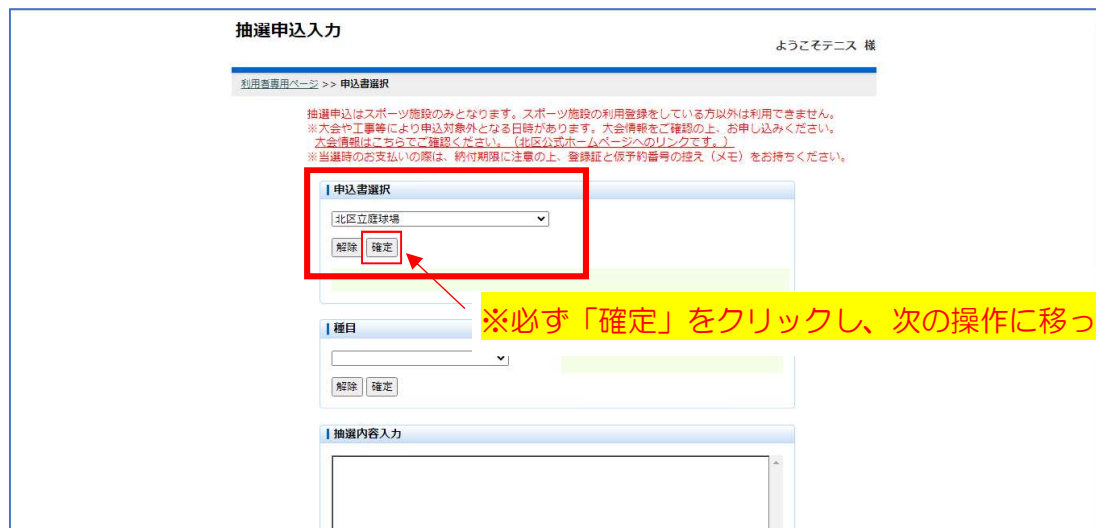 抽選申込入力
ようこそテニス 様
利用者専用ページ >> 申込書選択
抽選申込はスポーツ施設のみとなります。スポーツ施設の利用登録をしている方以外は利用できません。
※大会や工事等により申込対象外となる日時があります。大会情報をご確認の上、お申し込みください。
大会情報はこちらでご確認ください。（北区公式ホームページへのリンクです。）
※当選時のお支払いの際は、納付期限に注意の上、登録証と仮予約番号の控え（メモ）をお持ちください。
申込書選択
北区立庭球場
解除 確定
※必ず「確定」をクリックし、次の操作に移っ
種目
解除 確定
抽選内容入力